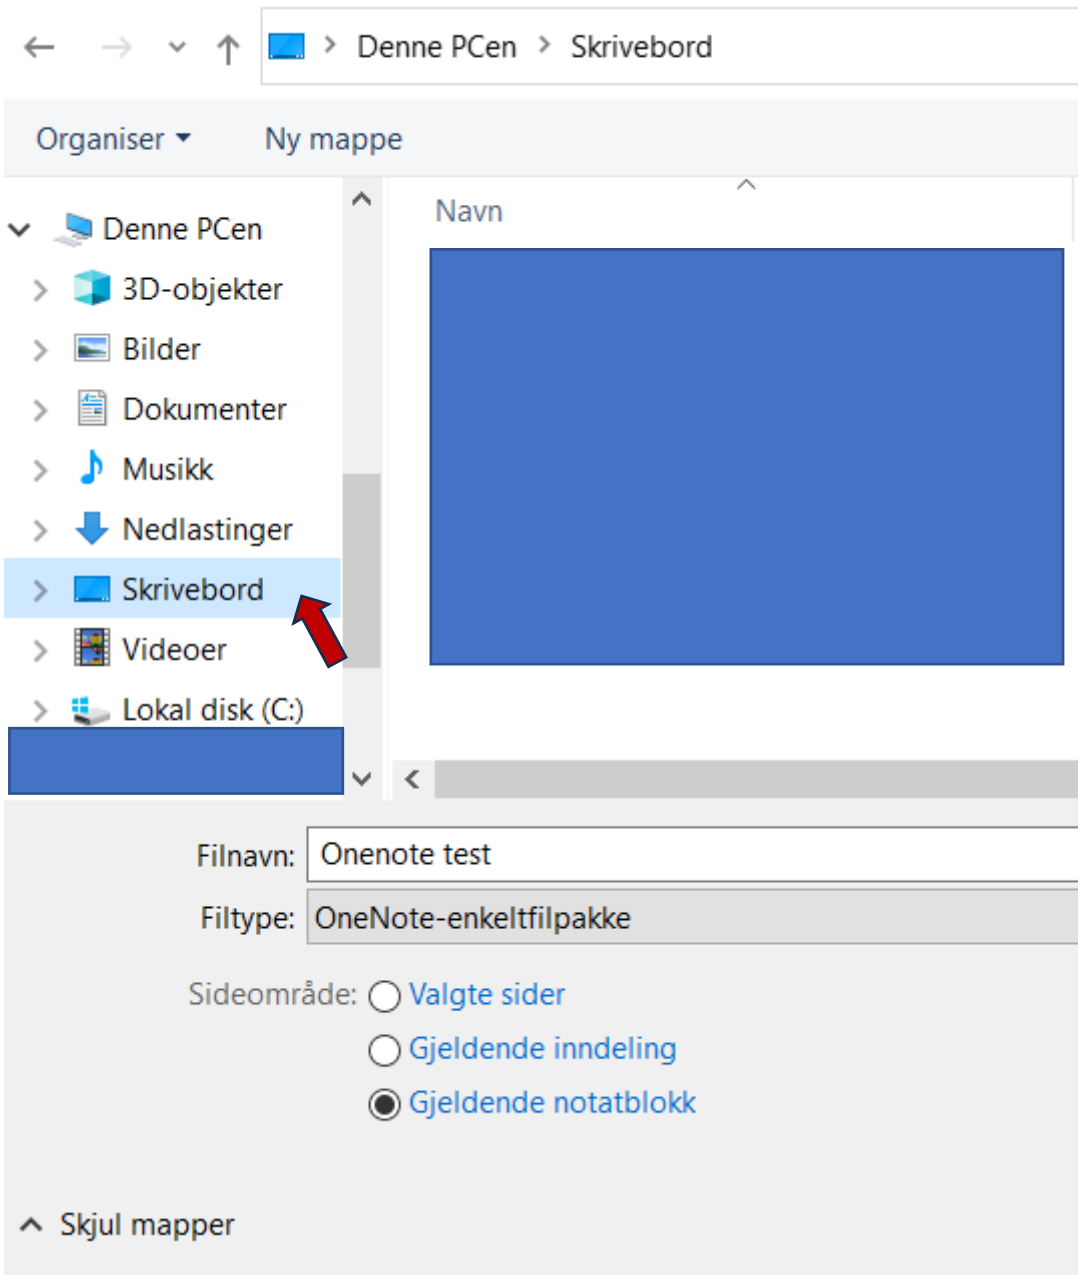 Denne PCen > Skrivebord
Organiser Ny mappe
Navn
Denne PCen
3D-objekter
Bilder
Dokumenter
Musikk
Nedlastinger
Skrivebord
Videoer
Lokal disk (C:)
Filnavn: Onenote test
Filtype: OneNote-enkeltfilpakke
Sideområde: Valgte sider
Gjeldende inndeling
Gjeldende notatblokk
Skjul mapper